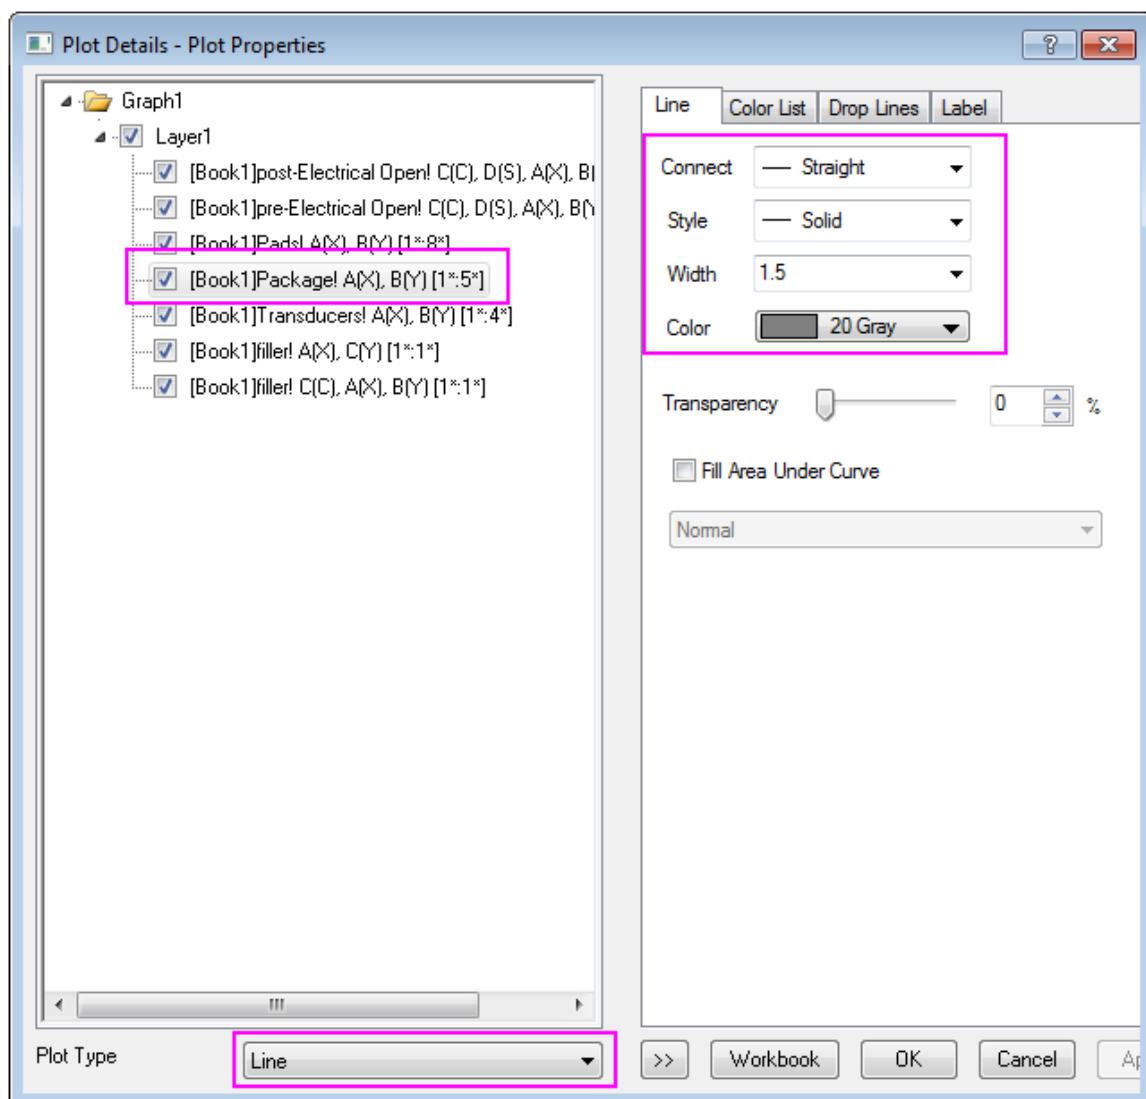 Plot Details - Plot Properties
Graph1
Layer1
[Book1]post-Electrical Open! C(C), D(S), A(X), B(
[Book1]pre-Electrical Open! C(C), D(S), A(X), B(Y
[Book1]Pads! A(X), B(Y) [1*:8*]
[Book1]Package! A(X), B(Y) [1*:5*]
[Book1]Transducers! A(X), B(Y) [1*:4*]
[Book1]filler! A(X), C(Y) [1*:1*]
[Book1]filler! C(C), A(X), B(Y) [1*:1*]
Line Color List Drop Lines Label
Connect Straight
Style Solid
Width 1.5
Color 20 Gray
Transparency 0 %
Fill Area Under Curve
Normal
Plot Type Line >> Workbook OK Cancel Ap